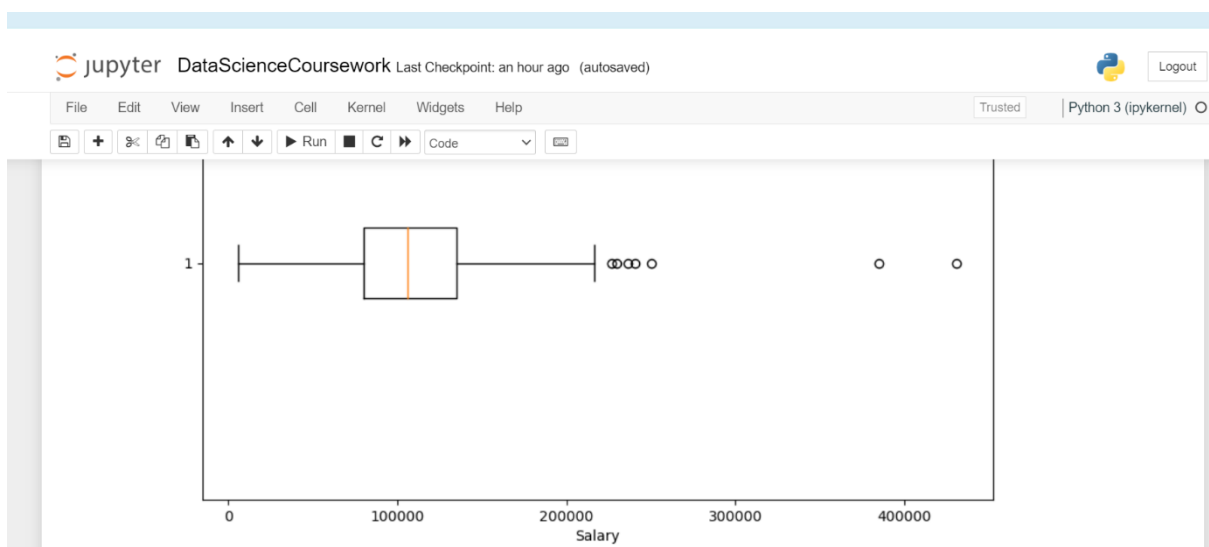 jupyter DataScienceCoursework Last Checkpoint: an hour ago (autosaved) Logout
File Edit View Insert Cell Kernel Widgets Help Trusted Python 3 (ipykernel)
Run Code
1
0 100000 200000 300000 400000
Salary